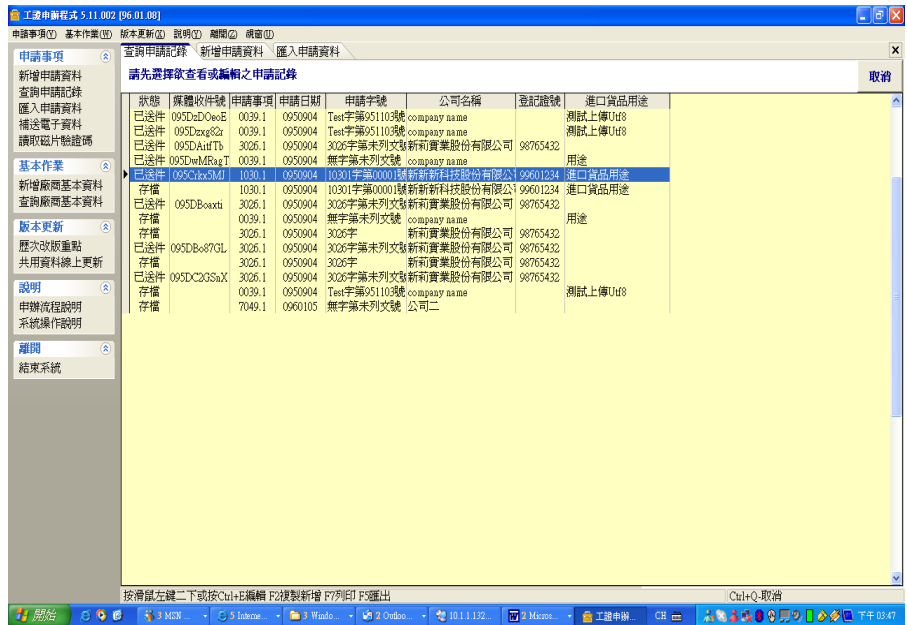 工證申辦程式 5.11.002 [96.01.08]
申請事項(V) 基本作業(W) 版本更新(X) 說明(Y) 離開(Z) 視窗(U)
申請事項
新增申請資料
查詢申請記錄
匯入申請資料
補送電子資料
讀取磁片驗證碼
基本作業
新增廠商基本資料
查詢廠商基本資料
版本更新
歷次改版重點
共用資料線上更新
說明
申辦流程說明
系統操作說明
離開
結束系統
查詢申請記錄 新增申請資料 匯入申請資料
請先選擇欲查看或編輯之申請記錄 取消
狀態 媒體收件號 申請事項 申請日期 申請字號 公司名稱 登記證號 進口貨品用途
已送件 095DzDOeoE 0039.1 0950904 Test字第951103號 company name 測試上傳Utf8
已送件 095Dzxg82r 0039.1 0950904 Test字第951103號 company name 測試上傳Utf8
已送件 095DAitfTb 3026.1 0950904 3026字第未列文號 新莉實業股份有限公司 98765432
已送件 095DwMRagT 0039.1 0950904 無字第未列文號 company name 用途
已送件 095Crkx5MJ 1030.1 0950904 10301字第00001號 新新新科技股份有限公 99601234 進口貨品用途
存檔 1030.1 0950904 10301字第00001號 新新新科技股份有限公 99601234 進口貨品用途
已送件 095DBoaxti 3026.1 0950904 3026字第未列文號 新莉實業股份有限公司 98765432
存檔 0039.1 0950904 無字第未列文號 company name 用途
存檔 3026.1 0950904 3026字 新莉實業股份有限公司 98765432
已送件 095DBo87GL 3026.1 0950904 3026字第未列文號 新莉實業股份有限公司 98765432
存檔 3026.1 0950904 3026字 新莉實業股份有限公司 98765432
已送件 095DC2GSnX 3026.1 0950904 3026字第未列文號 新莉實業股份有限公司 98765432
存檔 0039.1 0950904 Test字第951103號 company name 測試上傳Utf8
存檔 7049.1 0960105 無字第未列文號 公司二
按滑鼠左鍵二下或按Ctrl+E編輯 F2複製新增 F7列印 F5匯出 Ctrl+Q-取消
開始 3 MSN ... 5 Interne... 3 Windo... 2 Outloo... 10.1.1.132... 2 Micros... 工證申辦... CH 下午 03:47